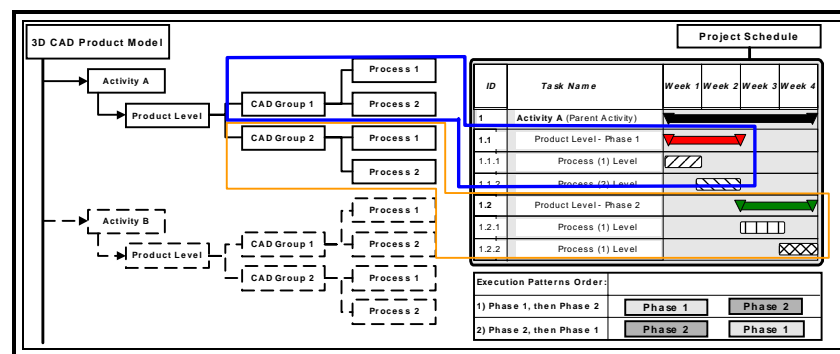 3D CAD Product Model
Activity A
Product Level
CAD Group 1
CAD Group 2
Process 1
Process 2
Process 1
Process 2
Activity B
Product Level
CAD Group 1
CAD Group 2
Process 1
Process 2
Process 1
Process 2
Project Schedule
ID Task Name Week 1 Week 2 Week 3 Week 4
1 Activity A (Parent Activity)
1.1 Product Level - Phase 1
1.1.1 Process (1) Level
1.1.2 Process (2) Level
1.2 Product Level - Phase 2
1.2.1 Process (1) Level
1.2.2 Process (1) Level
Execution Patterns Order:
1) Phase 1, then Phase 2 Phase 1 Phase 2
2) Phase 2, then Phase 1 Phase 2 Phase 1